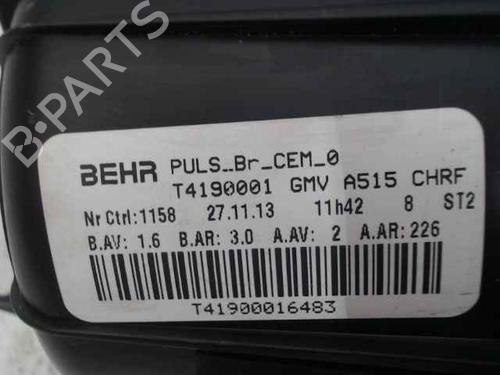 B-PARTS
BEHR PULS_Br_CEM_0
T4190001 GMV A515 CHRF
Nr Ctrl:1158 27.11.13 11h42 8 ST2
B.AV: 1.6 B.AR: 3.0 A.AV: 2 A.AR: 226
T41900016483